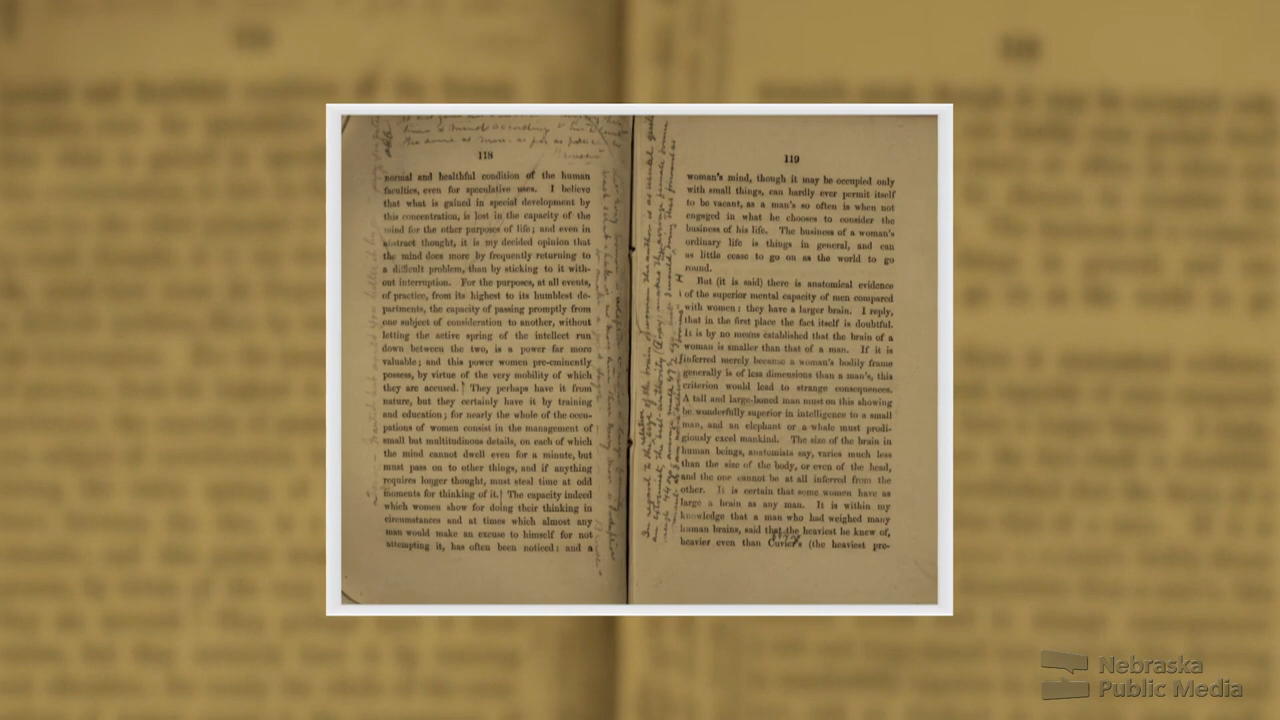 118
normal and healthful condition of the human
faculties, even for speculative uses. I believe
that what is gained in special development by
this concentration, is lost in the capacity of the
mind for the other purposes of life; and even in
abstract thought, it is my decided opinion that
the mind does more by frequently returning to
a difficult problem, than by sticking to it with-
out interruption. For the purposes, at all events,
of practice, from its highest to its humblest de-
partments, the capacity of passing promptly from
one subject of consideration to another, without
letting the active spring of the intellect run
down between the two, is a power far more
valuable; and this power women pre-eminently
possess, by virtue of the very mobility of which
they are accused. They perhaps have it from
nature, but they certainly have it by training
and education; for nearly the whole of the occu-
pations of women consist in the management of
small but multitudinous details, on each of which
the mind cannot dwell even for a minute, but
must pass on to other things, and if anything
requires longer thought, must steal time at odd
moments for thinking of it. The capacity indeed
which women show for doing their thinking in
circumstances and at times which almost any
man would make an excuse to himself for not
attempting it, has often been noticed: and a
119
woman's mind, though it may be occupied only
with small things, can hardly ever permit itself
to be vacant, as a man's so often is when not
engaged in what he chooses to consider the
business of his life. The business of a woman's
ordinary life is things in general, and can
as little cease to go on as the world to go
round.
But (it is said) there is anatomical evidence
of the superior mental capacity of men compared
with women: they have a larger brain. I reply,
that in the first place the fact itself is doubtful.
It is by no means established that the brain of a
woman is smaller than that of a man. If it is
inferred merely because a woman's bodily frame
generally is of less dimensions than a man's, this
criterion would lead to strange consequences.
A tall and large-boned man must on this showing
be wonderfully superior in intelligence to a small
man, and an elephant or a whale must prodi-
giously excel mankind. The size of the brain in
human beings, anatomists say, varies much less
than the size of the body, or even of the head,
and the one cannot be at all inferred from the
other. It is certain that some women have as
large a brain as any man. It is within my
knowledge that a man who had weighed many
human brains, said that the heaviest he knew of,
heavier even than Cuvier's (the heaviest pre-
Nebraska
Public Media